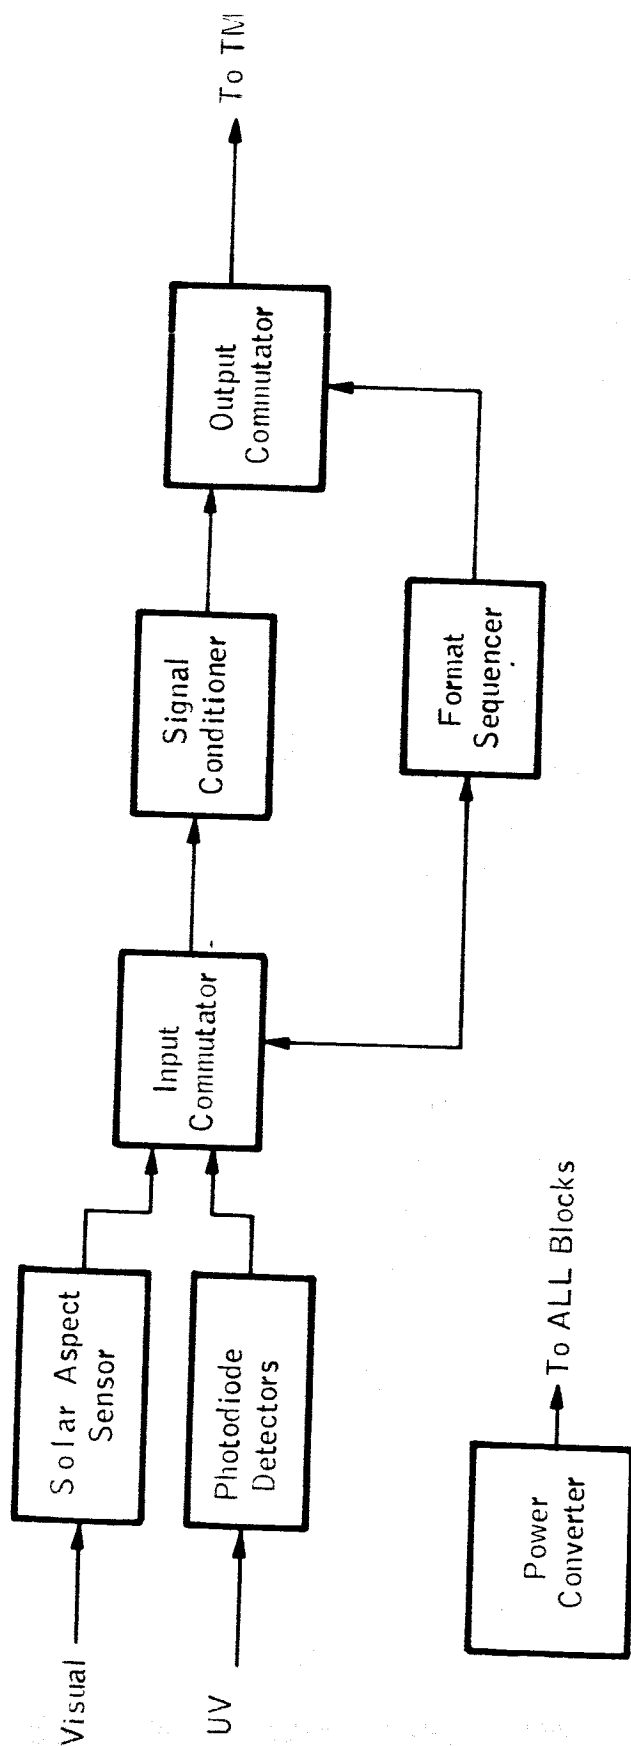 Visual
Solar Aspect
Sensor
UV
Photodiode
Detectors
Input
Commutator
Signal
Conditioner
Output
Commutator
To TM
Format
Sequencer
Power
Converter
To ALL Blocks